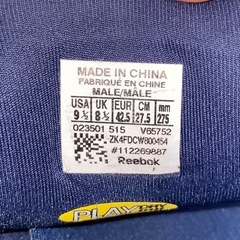 MADE IN CHINA
FABRIQUÉ EN CHINE
MALE/MÂLE
USA UK EUR CM mm
9 ½ 8 ½ 42.5 27.5 275
023501 515 V65752
ZK4FDCW800454
#112269887
Reebok
PLAY DRY